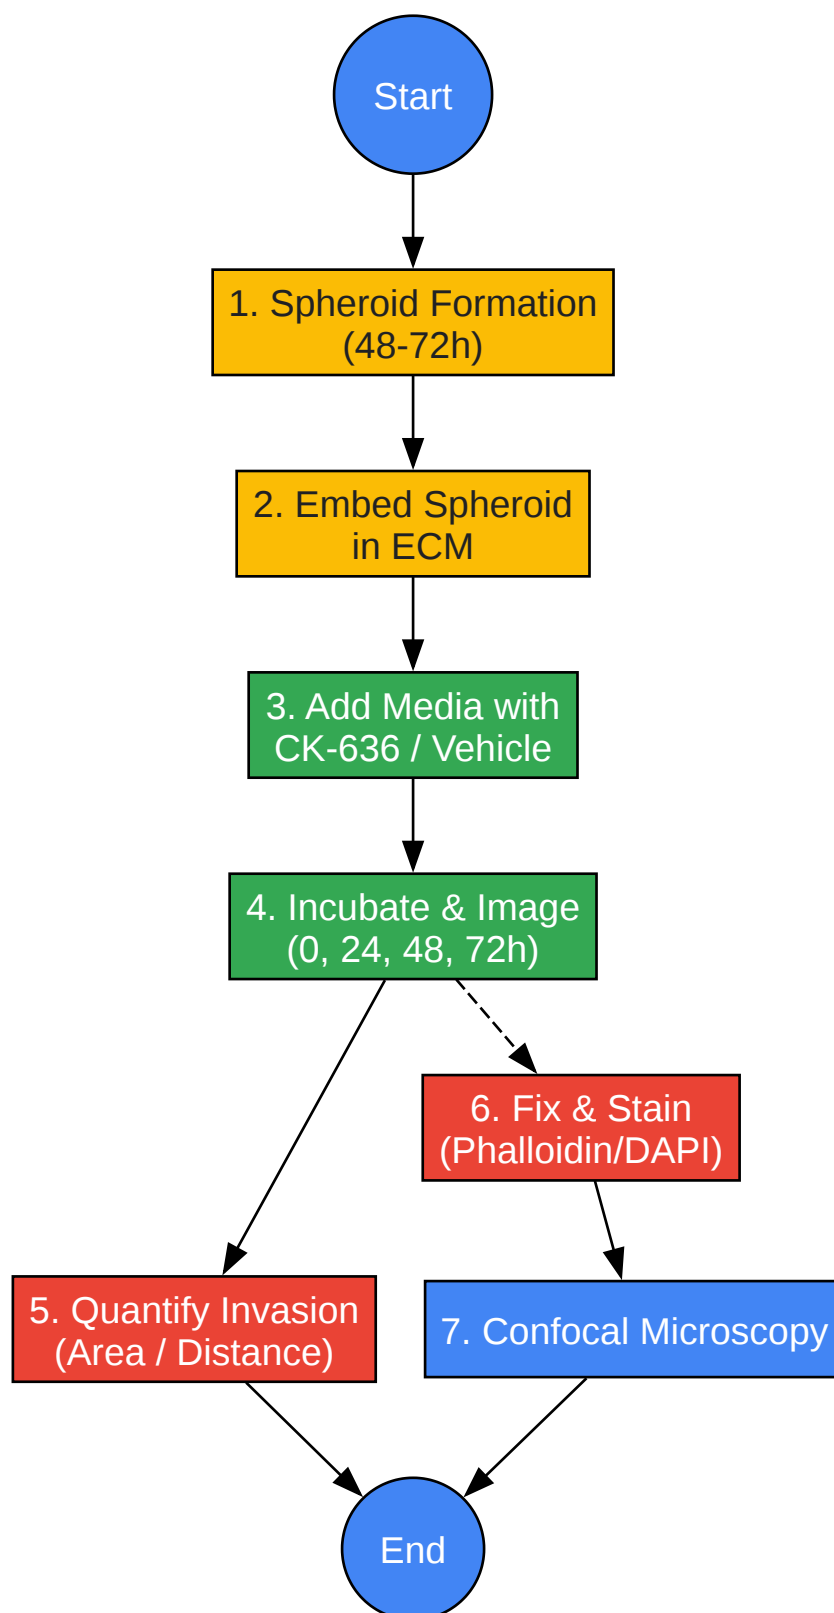 Start
1. Spheroid Formation
(48-72h)
2. Embed Spheroid
in ECM
3. Add Media with
CK-636 / Vehicle
4. Incubate & Image
(0, 24, 48, 72h)
6. Fix & Stain
(Phalloidin/DAPI)
5. Quantify Invasion
(Area / Distance)
7. Confocal Microscopy
End